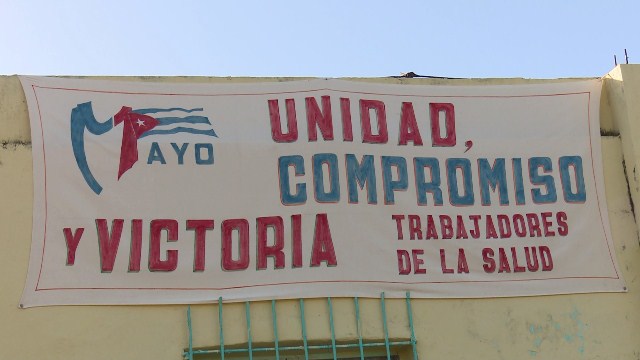 1 MAYO
UNIDAD,
COMPROMISO
Y VICTORIA
TRABAJADORES
DE LA SALUD